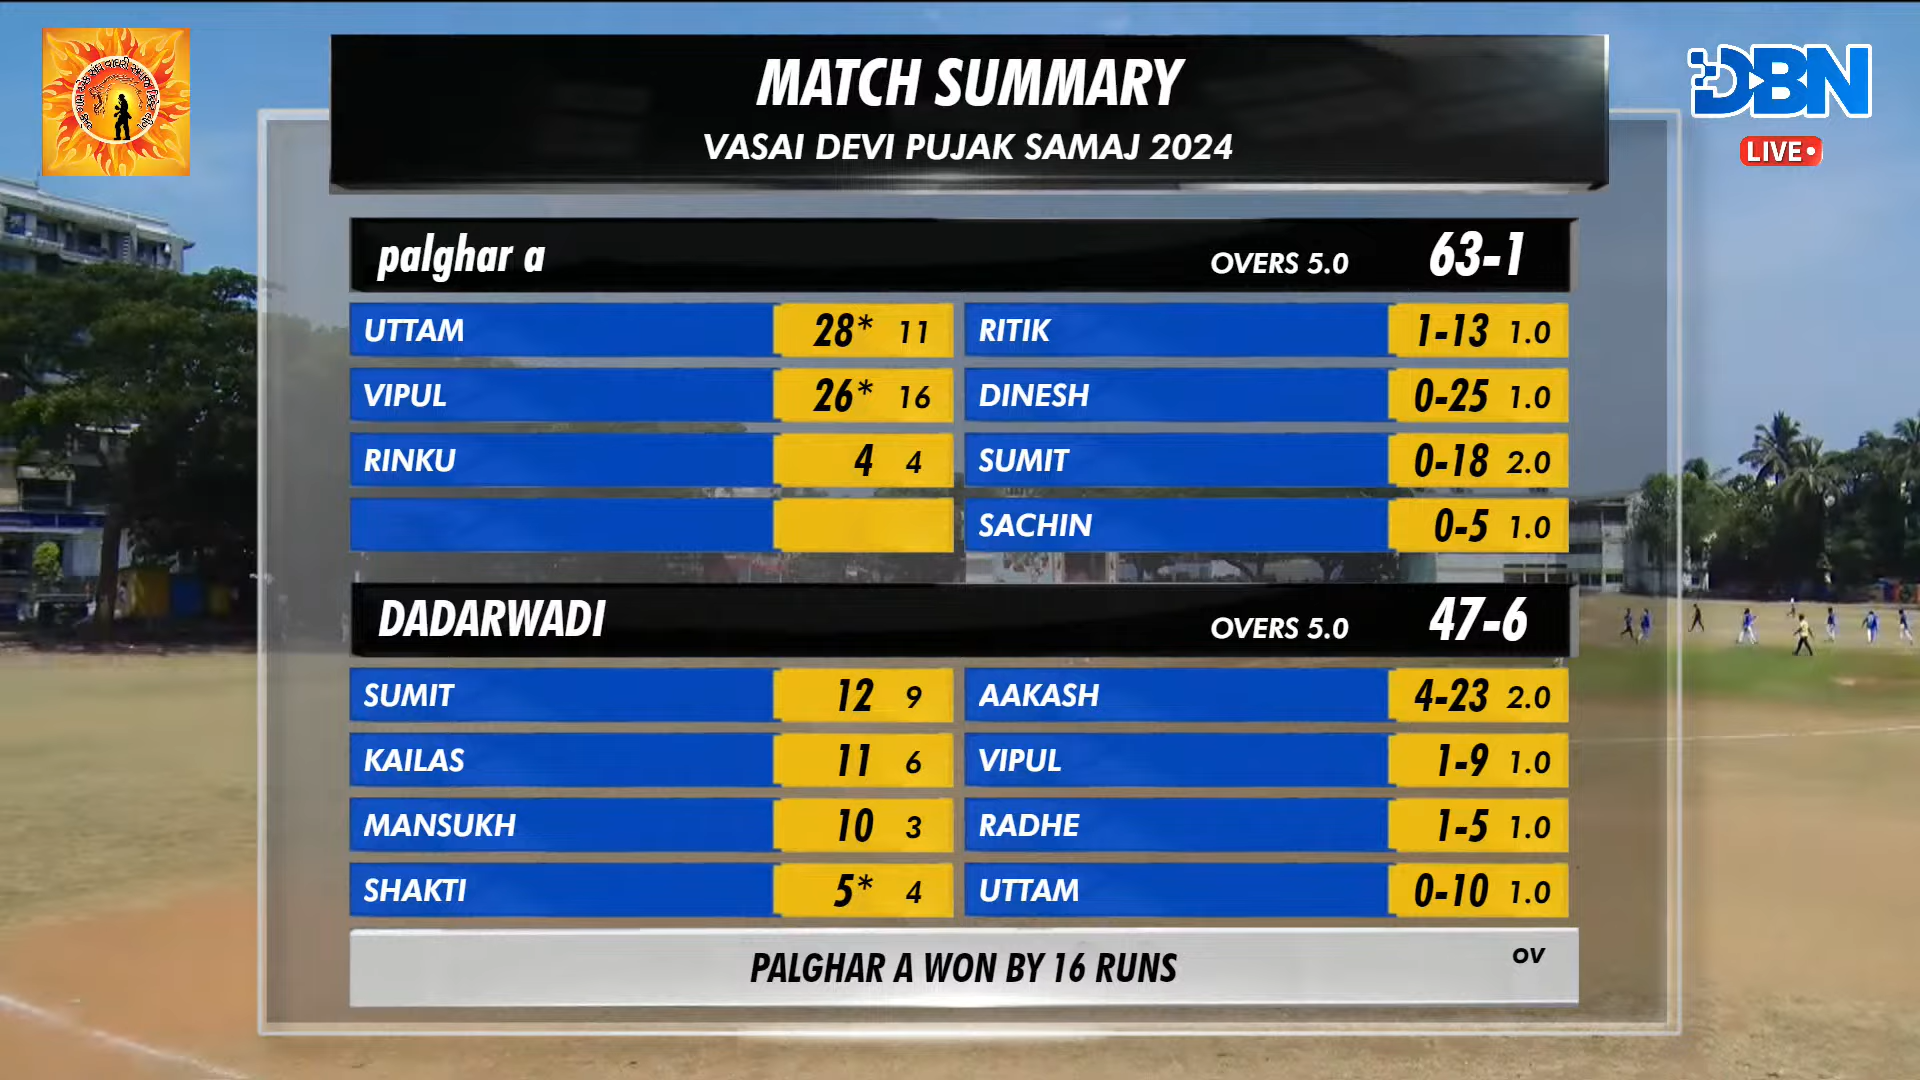 MATCH SUMMARY
VASAI DEVI PUJAK SAMAJ 2024
DBN
LIVE
palghar a OVERS 5.0 63-1
UTTAM 28* 11 RITIK 1-13 1.0
VIPUL 26* 16 DINESH 0-25 1.0
RINKU 4 4 SUMIT 0-18 2.0
SACHIN 0-5 1.0
DADARWADI OVERS 5.0 47-6
SUMIT 12 9 AAKASH 4-23 2.0
KAILAS 11 6 VIPUL 1-9 1.0
MANSUKH 10 3 RADHE 1-5 1.0
SHAKTI 5* 4 UTTAM 0-10 1.0
PALGHAR A WON BY 16 RUNS OV